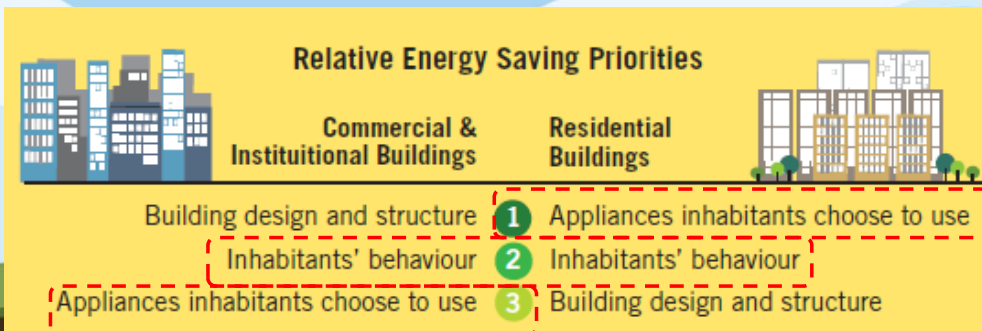 Relative Energy Saving Priorities
Commercial &
Instituitional Buildings
Residential
Buildings
Building design and structure 1 Appliances inhabitants choose to use
Inhabitants' behaviour 2 Inhabitants' behaviour
Appliances inhabitants choose to use 3 Building design and structure